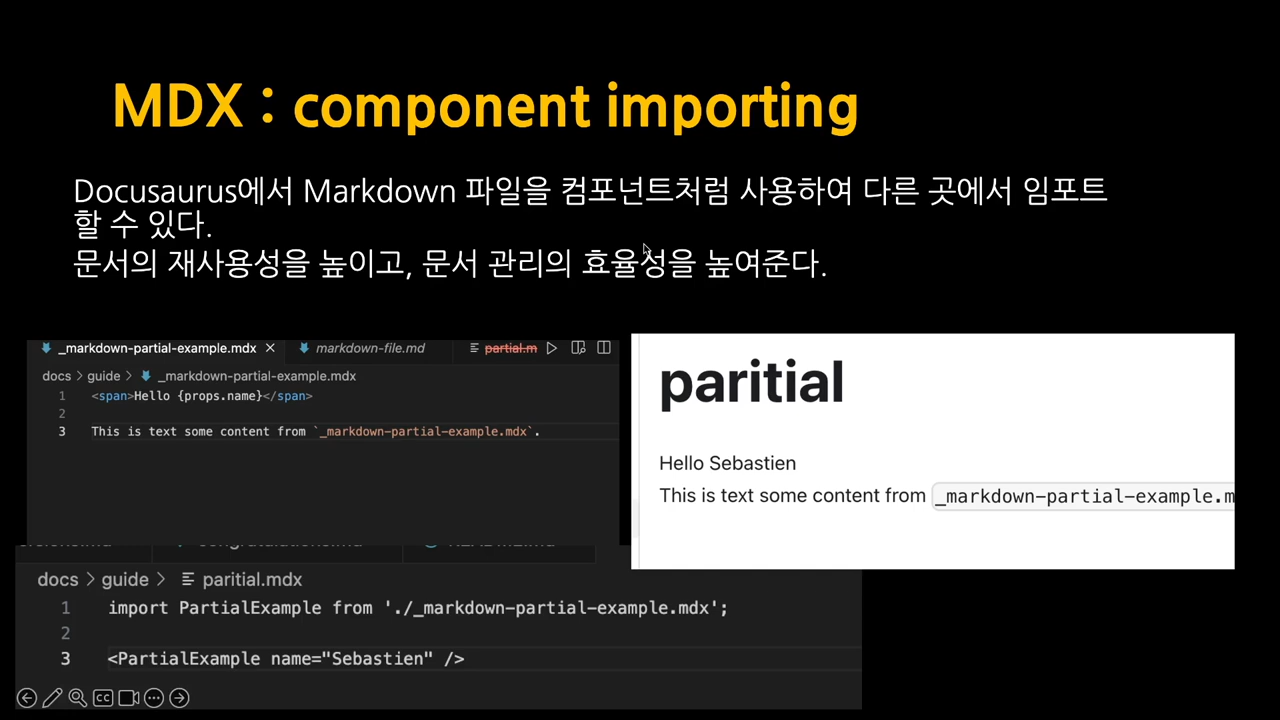 MDX : component importing
Docusaurus에서 Markdown 파일을 컴포넌트처럼 사용하여 다른 곳에서 임포트
할 수 있다.
문서의 재사용성을 높이고, 문서 관리의 효율성을 높여준다.
_markdown-partial-example.mdx
markdown-file.md
partial.m
docs > guide > _markdown-partial-example.mdx
1 <span>Hello {props.name}</span>
2
3 This is text some content from `_markdown-partial-example.mdx`.
paritial
Hello Sebastien
This is text some content from _markdown-partial-example.m
docs > guide > paritial.mdx
1 import PartialExample from './_markdown-partial-example.mdx';
2
3 <PartialExample name="Sebastien" />
CC